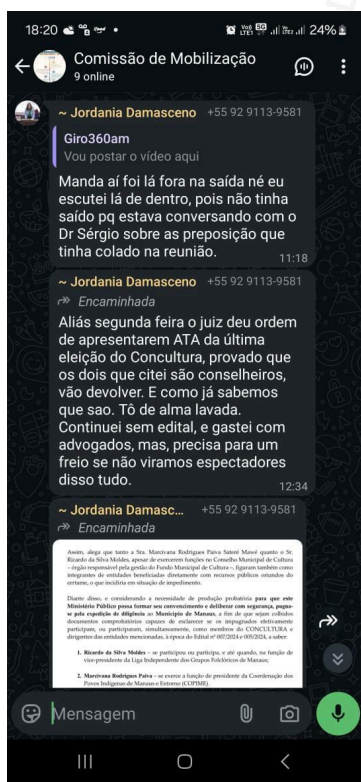 18:20
24%
Comissão de Mobilização
9 online
~ Jordania Damasceno +55 92 9113-9581
Giro360am
Vou postar o vídeo aqui
Manda aí foi lá fora na saída né eu
escutei lá de dentro, pois não tinha
saído pq estava conversando com o
Dr Sérgio sobre as preposição que
tinha colado na reunião.
11:18
~ Jordania Damasceno +55 92 9113-9581
Encaminhada
Aliás segunda feira o juiz deu ordem
de apresentarem ATA da última
eleição do Concultura, provado que
os dois que citei são conselheiros,
vão devolver. E como já sabemos
que sao. Tô de alma lavada.
Continuei sem edital, e gastei com
advogados, mas, precisa para um
freio se não viramos espectadores
disso tudo.
12:34
~ Jordania Damasc... +55 92 9113-9581
Encaminhada
Assim, alega que tanto a Sra. Marcivana Rodrigues Paiva Sateré Mawé quanto o Sr.
Ricardo da Silva Moldes, apesar de exercerem funções no Conselho Municipal de Cultura
– órgão responsável pela gestão do Fundo Municipal de Cultura –, figuram também como
integrantes de entidades beneficiadas diretamente com recursos públicos oriundos do
certame, o que incidiria em situação de impedimento.
Diante disso, e considerando a necessidade de produção probatória para que este
Ministério Público possa formar seu convencimento e deliberar com segurança, pugna-
se pela expedição de diligência ao Município de Manaus, a fim de que sejam colhidos
documentos comprobatórios capazes de esclarecer se os impugnados efetivamente
participam, ou participaram, simultaneamente, como membros do CONCULTURA e
dirigentes das entidades mencionadas, à época do Edital nº 007/2024 e 005/2024, a saber:
1. Ricardo da Silva Moldes – se participou ou participa, e até quando, na função de
vice-presidente da Liga Independente dos Grupos Folclóricos de Manaus;
2. Marcivana Rodrigues Paiva – se exerce a função de presidente da Coordenação dos
Povos Indígenas de Manaus e Entorno (COPIME).
Mensagem